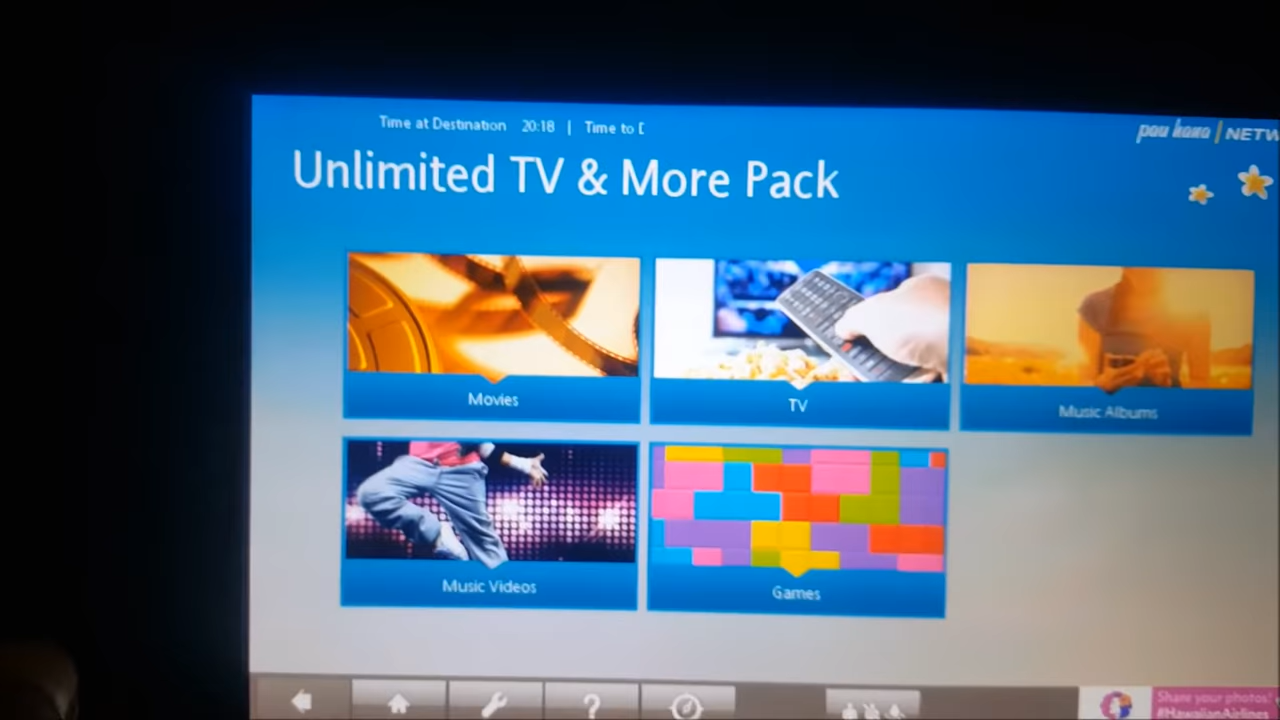 Time at Destination 20:18 | Time to D
pau hana | NETW
Unlimited TV & More Pack
Movies
TV
Music Albums
Music Videos
Games
?
Share your photos!
#HawaiianAirlines